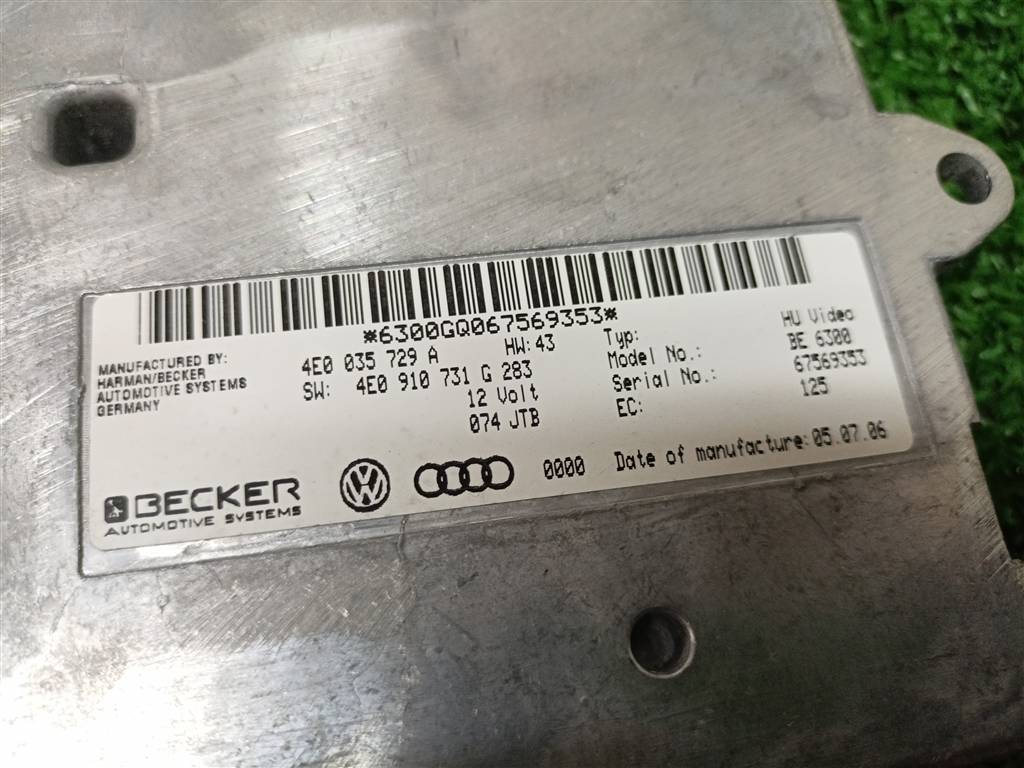 *6300GQ067569353*
MANUFACTURED BY:
HARMAN/BECKER
AUTOMOTIVE SYSTEMS
GERMANY
4E0 035 729 A HW:43
SW: 4E0 910 731 G 283
12 Volt
074 JTB
Typ: HU Video
Model No.: BE 6300
Serial No.: 67569353
EC: 125
BECKER
AUTOMOTIVE SYSTEMS
VW
0000 Date of manufacture:05.07.06